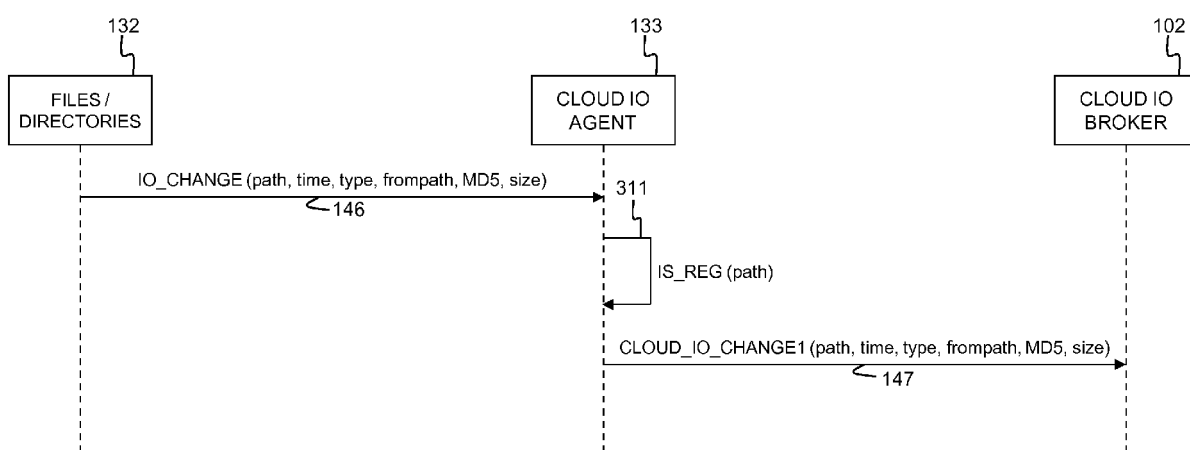 132
133
102
FILES /
DIRECTORIES
CLOUD IO
AGENT
CLOUD IO
BROKER
IO_CHANGE (path, time, type, frompath, MD5, size)
146
311
IS_REG (path)
CLOUD_IO_CHANGE1 (path, time, type, frompath, MD5, size)
147